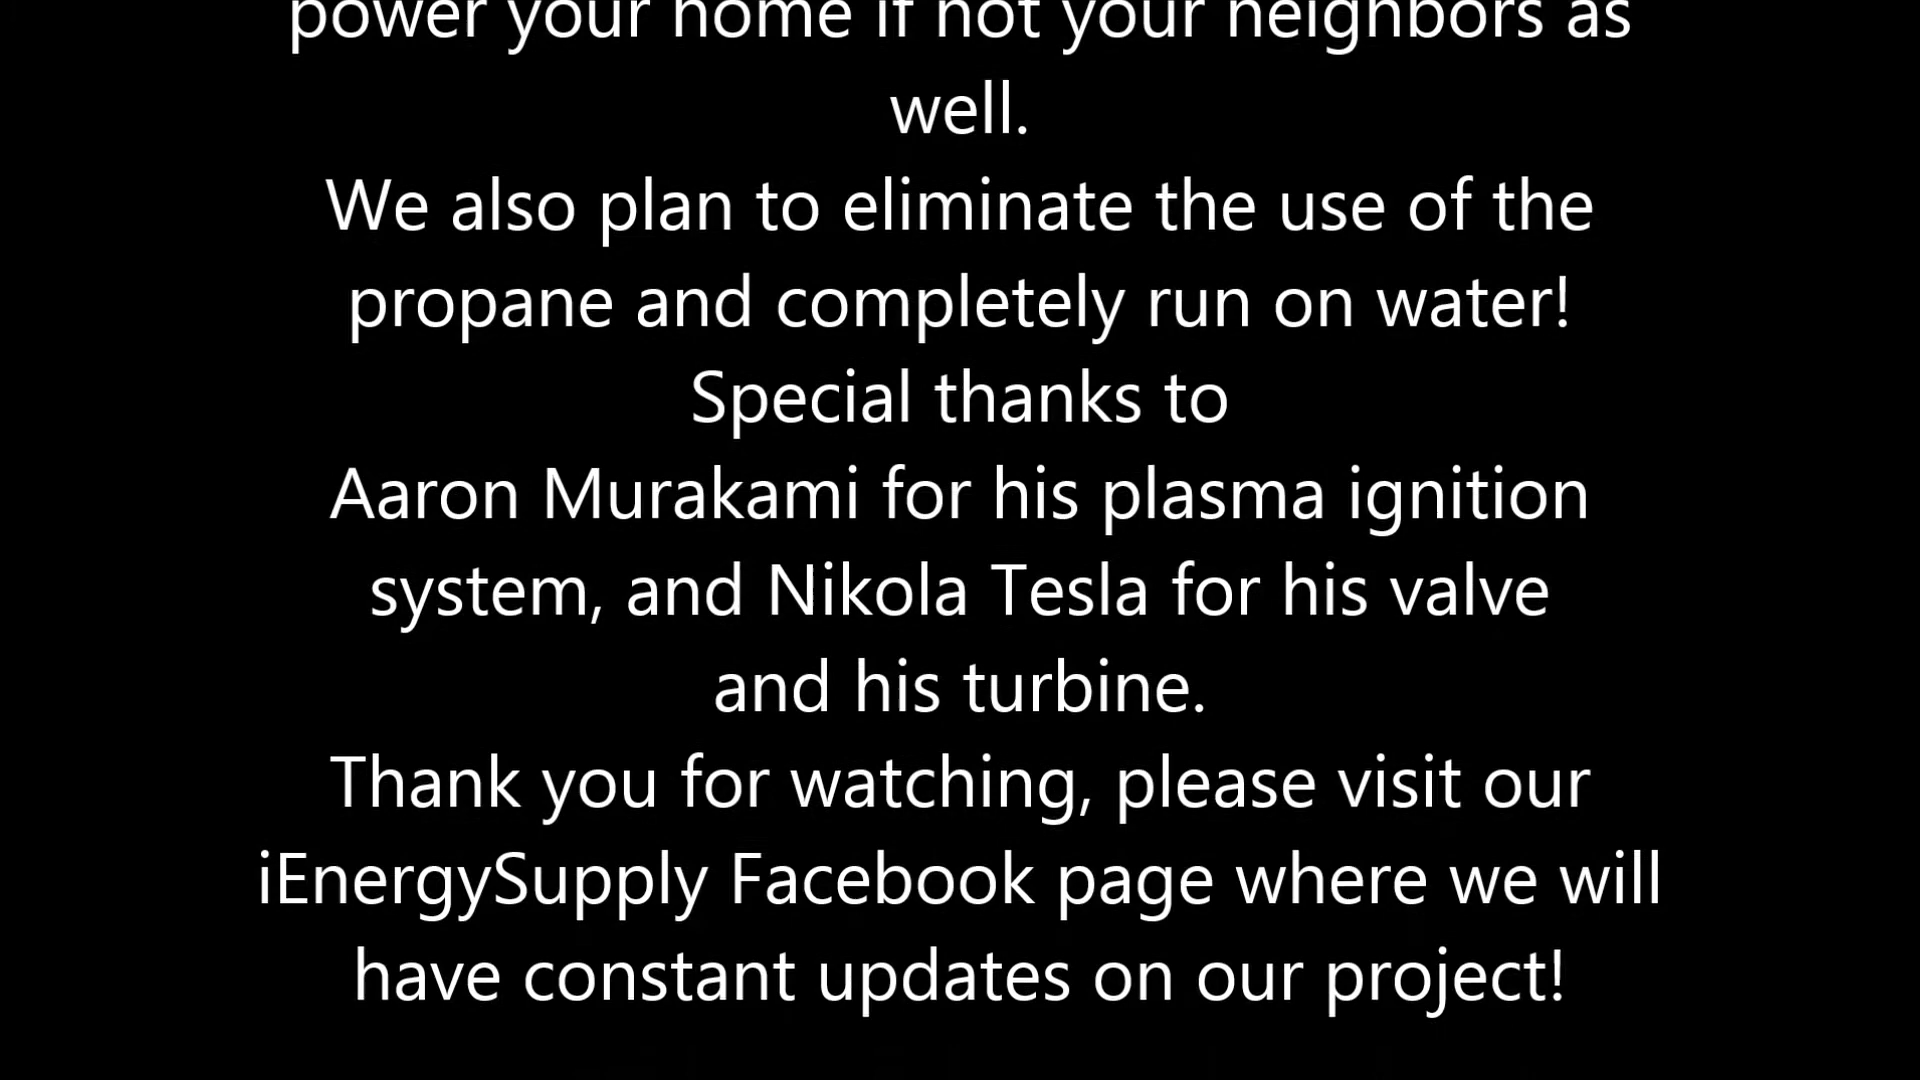 power your home if not your neighbors as
well.
We also plan to eliminate the use of the
propane and completely run on water!
Special thanks to
Aaron Murakami for his plasma ignition
system, and Nikola Tesla for his valve
and his turbine.
Thank you for watching, please visit our
iEnergySupply Facebook page where we will
have constant updates on our project!